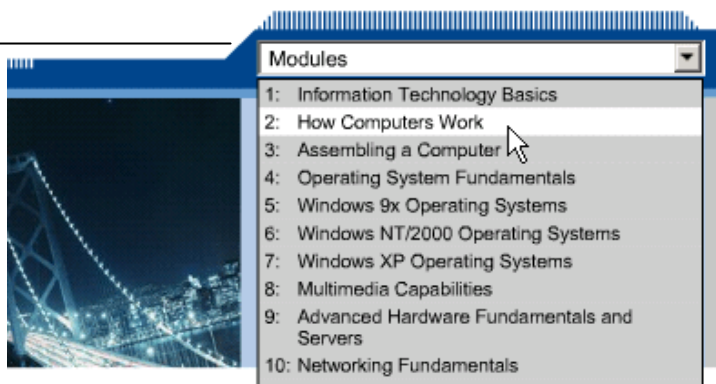 Modules
1: Information Technology Basics
2: How Computers Work
3: Assembling a Computer
4: Operating System Fundamentals
5: Windows 9x Operating Systems
6: Windows NT/2000 Operating Systems
7: Windows XP Operating Systems
8: Multimedia Capabilities
9: Advanced Hardware Fundamentals and
Servers
10: Networking Fundamentals